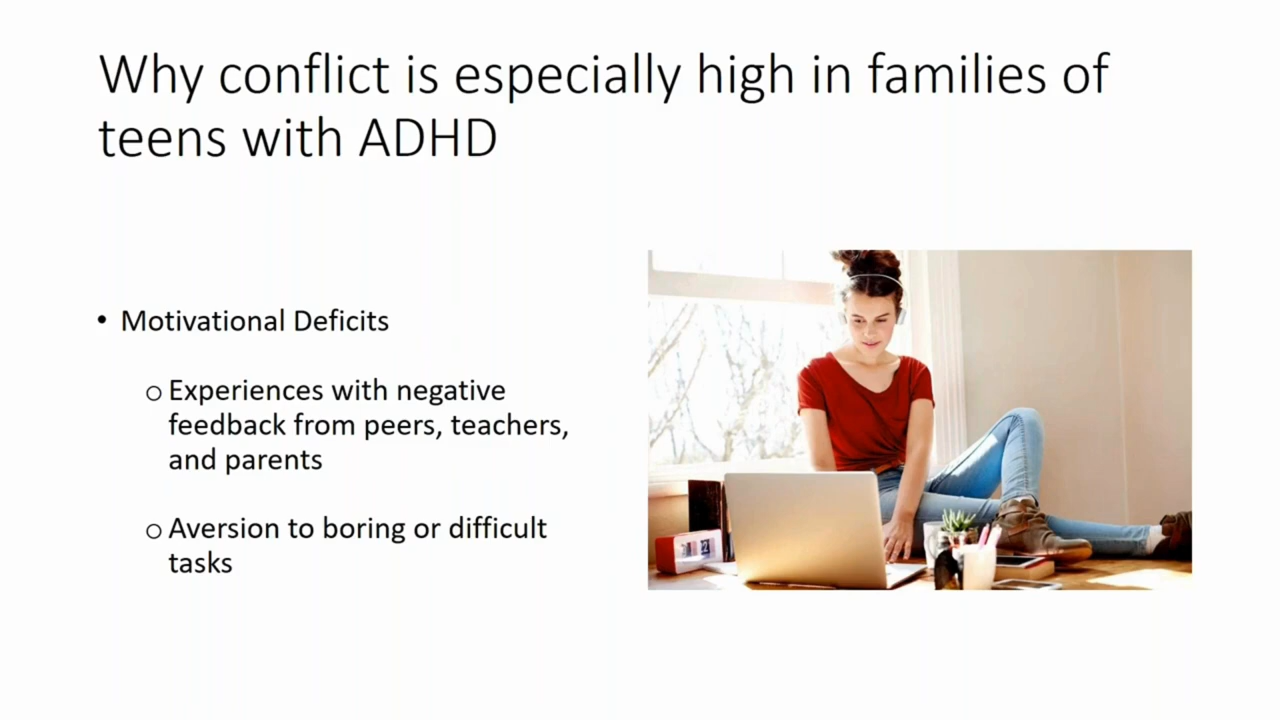 Why conflict is especially high in families of
teens with ADHD
• Motivational Deficits
o Experiences with negative
feedback from peers, teachers,
and parents
o Aversion to boring or difficult
tasks